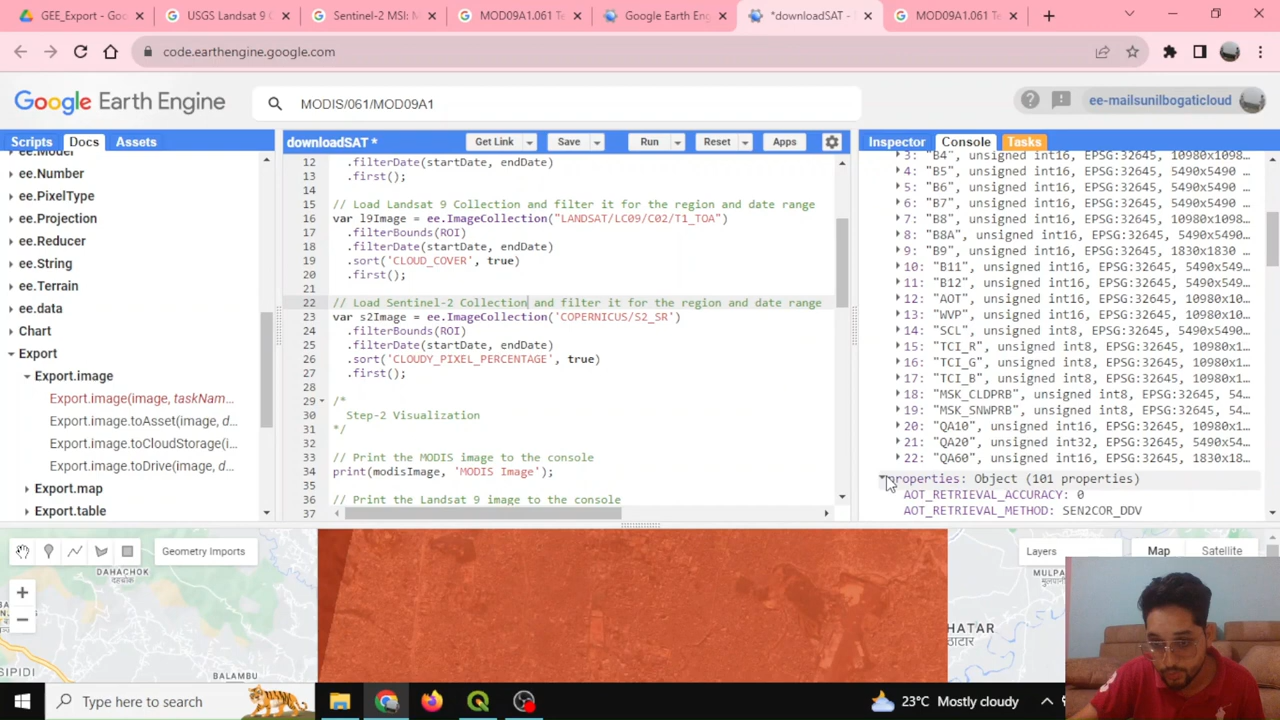 GEE_Export - Goo
USGS Landsat 9 C
Sentinel-2 MSI: M
MOD09A1.061 Te
Google Earth Eng
*downloadSAT -
MOD09A1.061 Te
code.earthengine.google.com
Google Earth Engine
MODIS/061/MOD09A1
ee-mailsunilbogaticloud
Scripts Docs Assets
ee.Model
ee.Number
ee.PixelType
ee.Projection
ee.Reducer
ee.String
ee.Terrain
ee.data
Chart
Export
Export.image
Export.image(image, taskNam...
Export.image.toAsset(image, d...
Export.image.toCloudStorage(i...
Export.image.toDrive(image, d...
Export.map
Export.table
downloadSAT *
Get Link Save Run Reset Apps
12 .filterDate(startDate, endDate)
13 .first();
14
15 // Load Landsat 9 Collection and filter it for the region and date range
16 var l9Image = ee.ImageCollection("LANDSAT/LC09/C02/T1_TOA")
17 .filterBounds(ROI)
18 .filterDate(startDate, endDate)
19 .sort('CLOUD_COVER', true)
20 .first();
21
22 // Load Sentinel-2 Collection and filter it for the region and date range
23 var s2Image = ee.ImageCollection('COPERNICUS/S2_SR')
24 .filterBounds(ROI)
25 .filterDate(startDate, endDate)
26 .sort('CLOUDY_PIXEL_PERCENTAGE', true)
27 .first();
28
29 /*
30 Step-2 Visualization
31 */
32
33 // Print the MODIS image to the console
34 print(modisImage, 'MODIS Image');
35
36 // Print the Landsat 9 image to the console
37
Inspector Console Tasks
3: "B4", unsigned int16, EPSG:32645, 10980x1098...
4: "B5", unsigned int16, EPSG:32645, 5490x5490 ...
5: "B6", unsigned int16, EPSG:32645, 5490x5490 ...
6: "B7", unsigned int16, EPSG:32645, 5490x5490 ...
7: "B8", unsigned int16, EPSG:32645, 10980x1098...
8: "B8A", unsigned int16, EPSG:32645, 5490x5490...
9: "B9", unsigned int16, EPSG:32645, 1830x1830 ...
10: "B11", unsigned int16, EPSG:32645, 5490x549...
11: "B12", unsigned int16, EPSG:32645, 5490x549...
12: "AOT", unsigned int16, EPSG:32645, 10980x10...
13: "WVP", unsigned int16, EPSG:32645, 10980x10...
14: "SCL", unsigned int8, EPSG:32645, 5490x5490...
15: "TCI_R", unsigned int8, EPSG:32645, 10980x1...
16: "TCI_G", unsigned int8, EPSG:32645, 10980x1...
17: "TCI_B", unsigned int8, EPSG:32645, 10980x1...
18: "MSK_CLDPRB", unsigned int8, EPSG:32645, 54...
19: "MSK_SNWPRB", unsigned int8, EPSG:32645, 54...
20: "QA10", unsigned int16, EPSG:32645, 10980x1...
21: "QA20", unsigned int32, EPSG:32645, 5490x54...
22: "QA60", unsigned int16, EPSG:32645, 1830x18...
properties: Object (101 properties)
AOT_RETRIEVAL_ACCURACY: 0
AOT_RETRIEVAL_METHOD: SEN2COR_DDV
Geometry Imports
Layers
Map Satellite
DAHACHOK
दहचोक
BALAMBU
SIPIDI
MULPA
HATAR
ठाटार
Type here to search
23°C Mostly cloudy